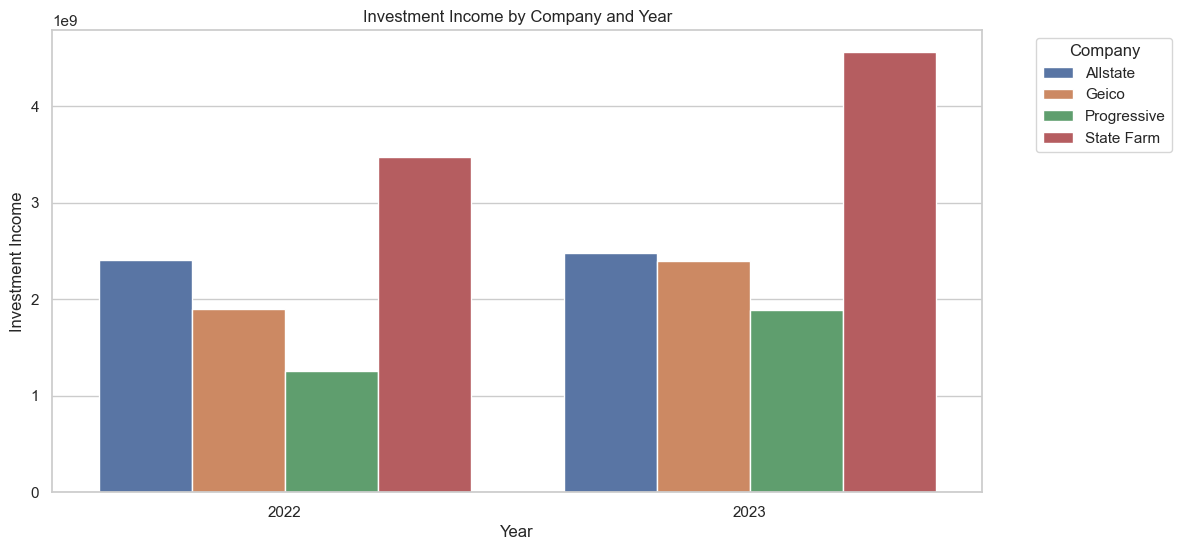 Investment Income by Company and Year
1e9
4
3
2
1
0
Investment Income
2022
2023
Year
Company
Allstate
Geico
Progressive
State Farm